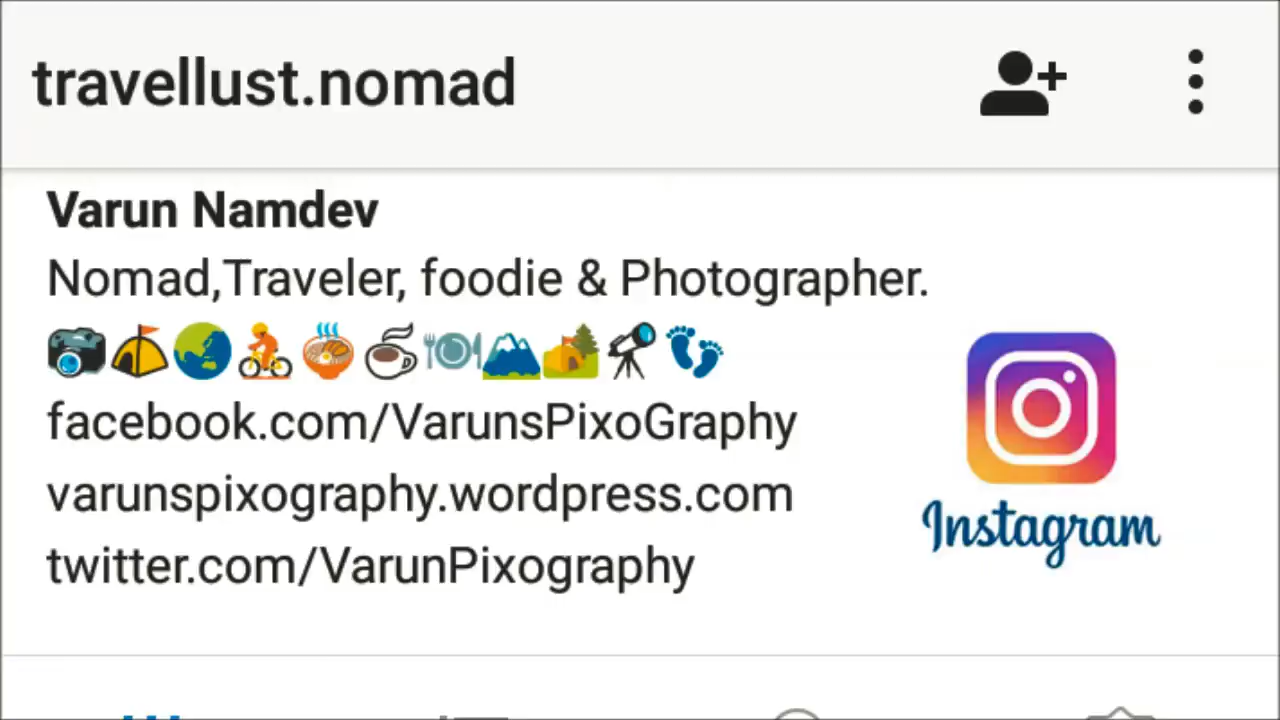 travellust.nomad
Varun Namdev
Nomad,Traveler, foodie & Photographer.
facebook.com/VarunsPixoGraphy
varunspixography.wordpress.com
twitter.com/VarunPixography
Instagram